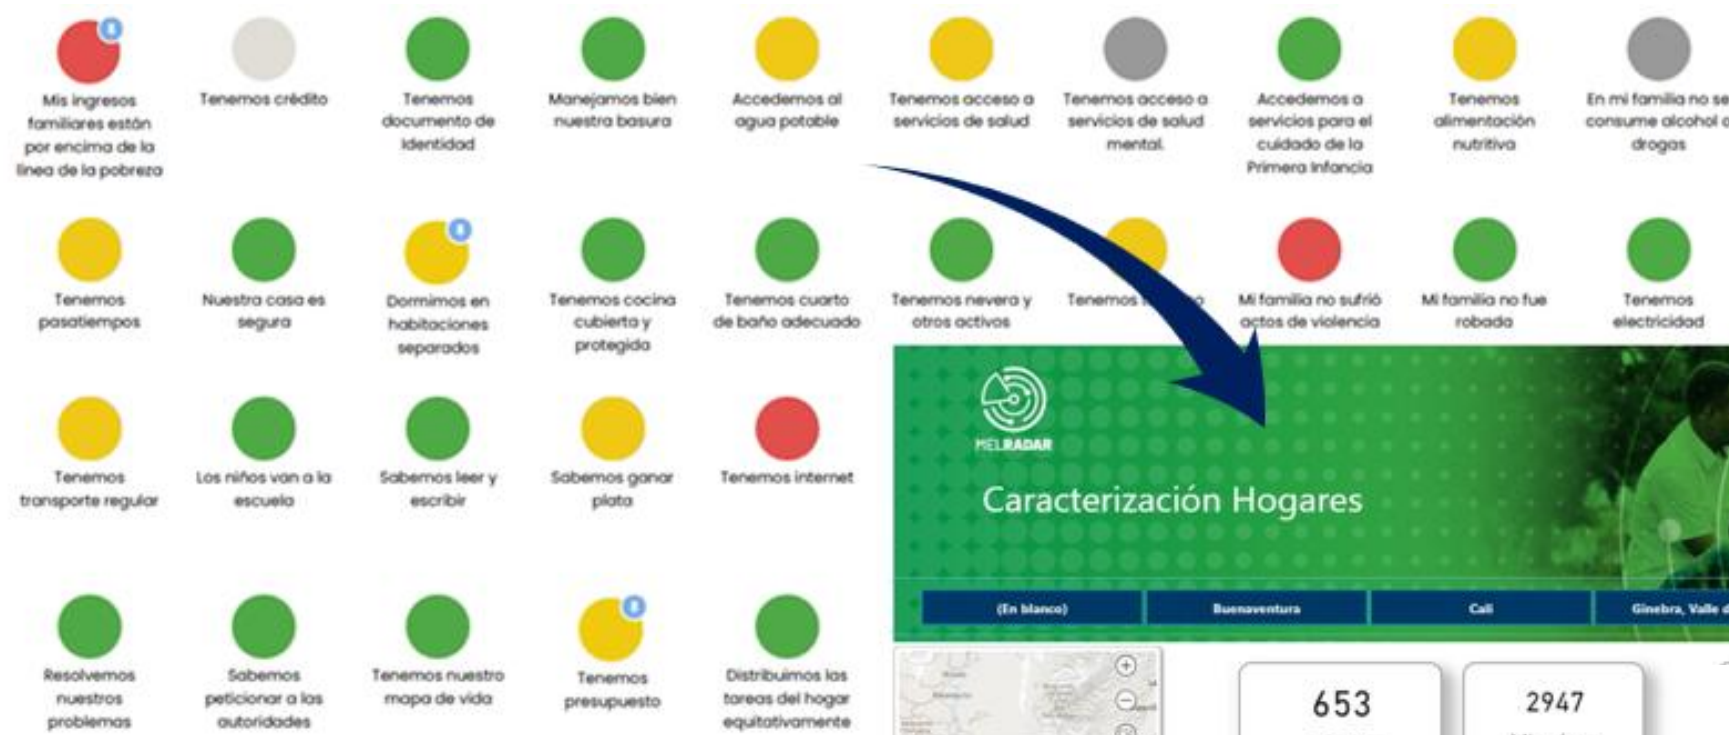 Mis ingresos
familiares están
por encima de la
línea de la pobreza
Tenemos crédito
Tenemos
documento de
Identidad
Manejamos bien
nuestra basura
Accedemos al
agua potable
Tenemos acceso a
servicios de salud
Tenemos acceso a
servicios de salud
mental.
Accedemos a
servicios para el
cuidado de la
Primera Infancia
Tenemos
alimentación
nutritiva
En mi familia no se
consume alcohol o
drogas
Tenemos
pasatiempos
Nuestra casa es
segura
Dormimos en
habitaciones
separados
Tenemos cocina
cubierta y
protegida
Tenemos cuarto
de baño adecuado
Tenemos nevera y
otros activos
Tenemos
Mi familia no sufrió
actos de violencia
Mi familia no fue
robada
Tenemos
electricidad
Tenemos
transporte regular
Los niños van a la
escuela
Sabemos leer y
escribir
Sabemos ganar
plata
Tenemos internet
MELRADAR
Caracterización Hogares
(En blanco)
Buenaventura
Cali
Ginebra, Valle d
Resolvemos
nuestros
problemas
Sabemos
peticionar a las
autoridades
Tenemos nuestro
mapa de vida
Tenemos
presupuesto
Distribuimos las
tareas del hogar
equitativamente
653
2947